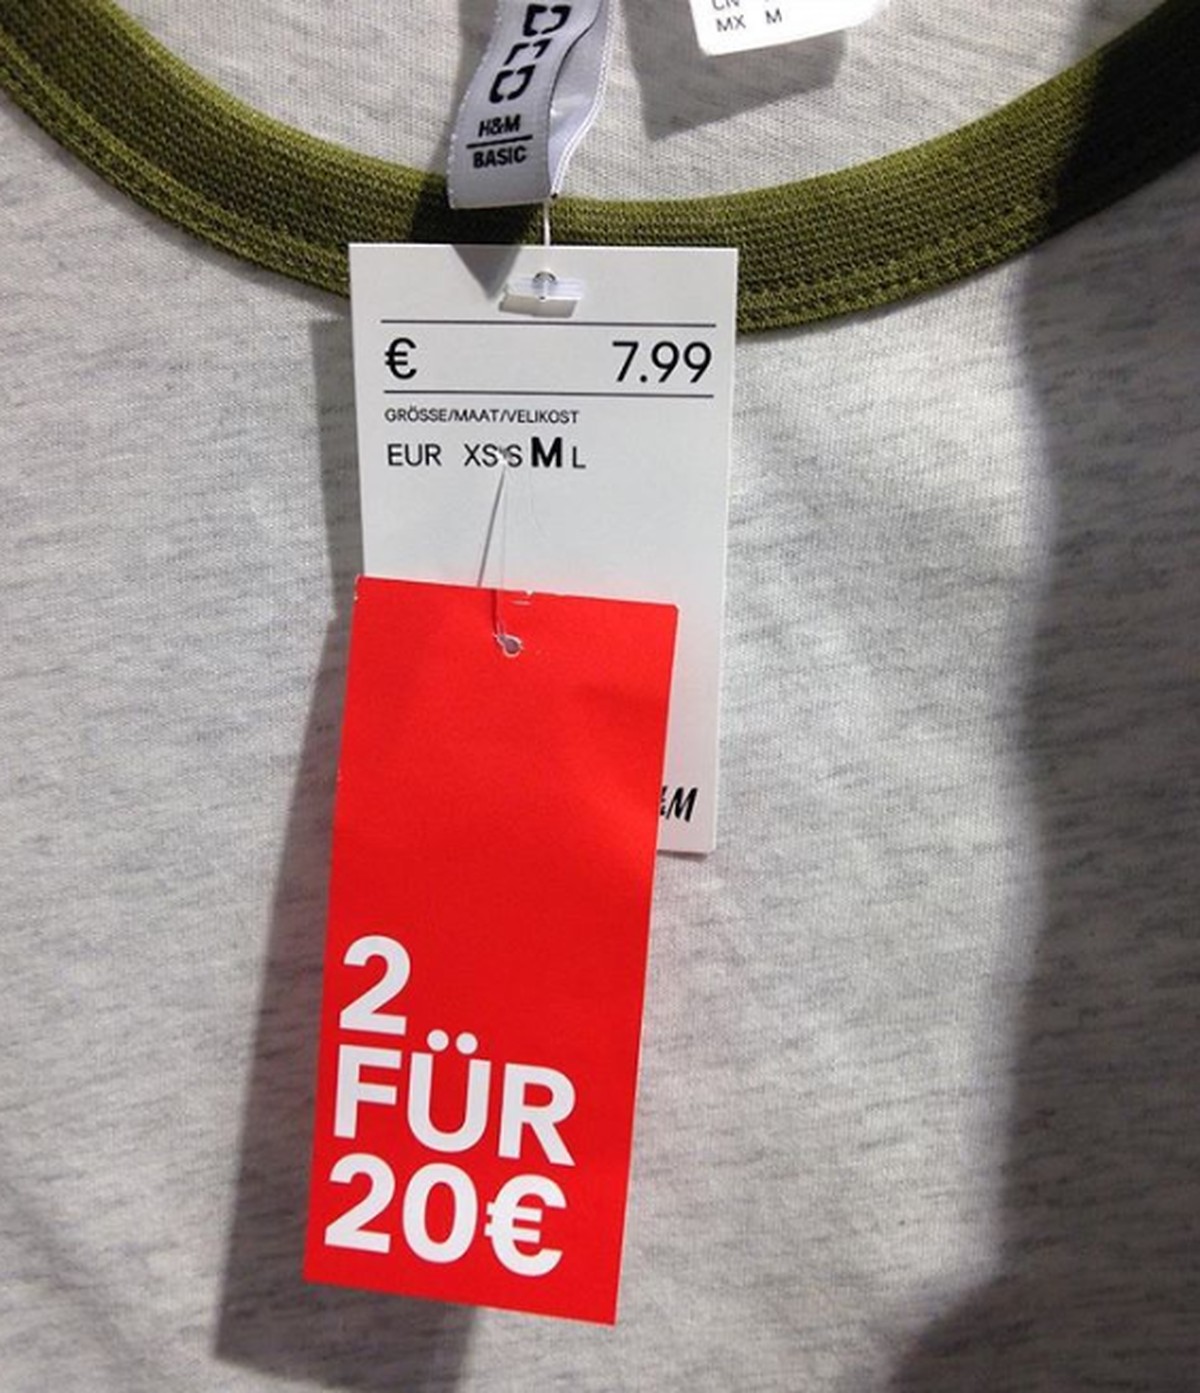 MX M
H&M
BASIC
€ 7.99
GRÖSSE/MAAT/VELIKOST
EUR XS S M L
&M
2
FÜR
20€